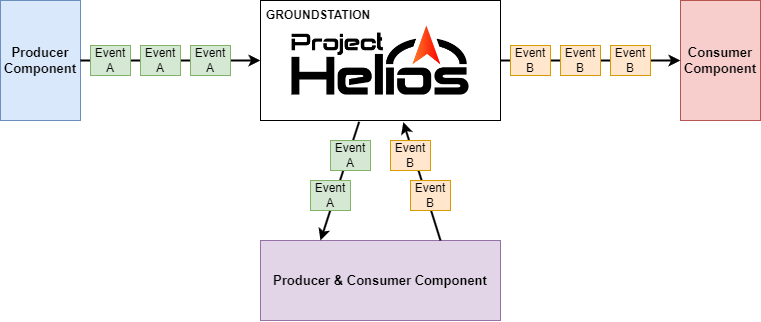 GROUNDSTATION
Project
Helios
Producer
Component
Event
A
Event
A
Event
A
Event
B
Event
B
Event
B
Consumer
Component
Event
A
Event
B
Event
A
Event
B
Producer & Consumer Component